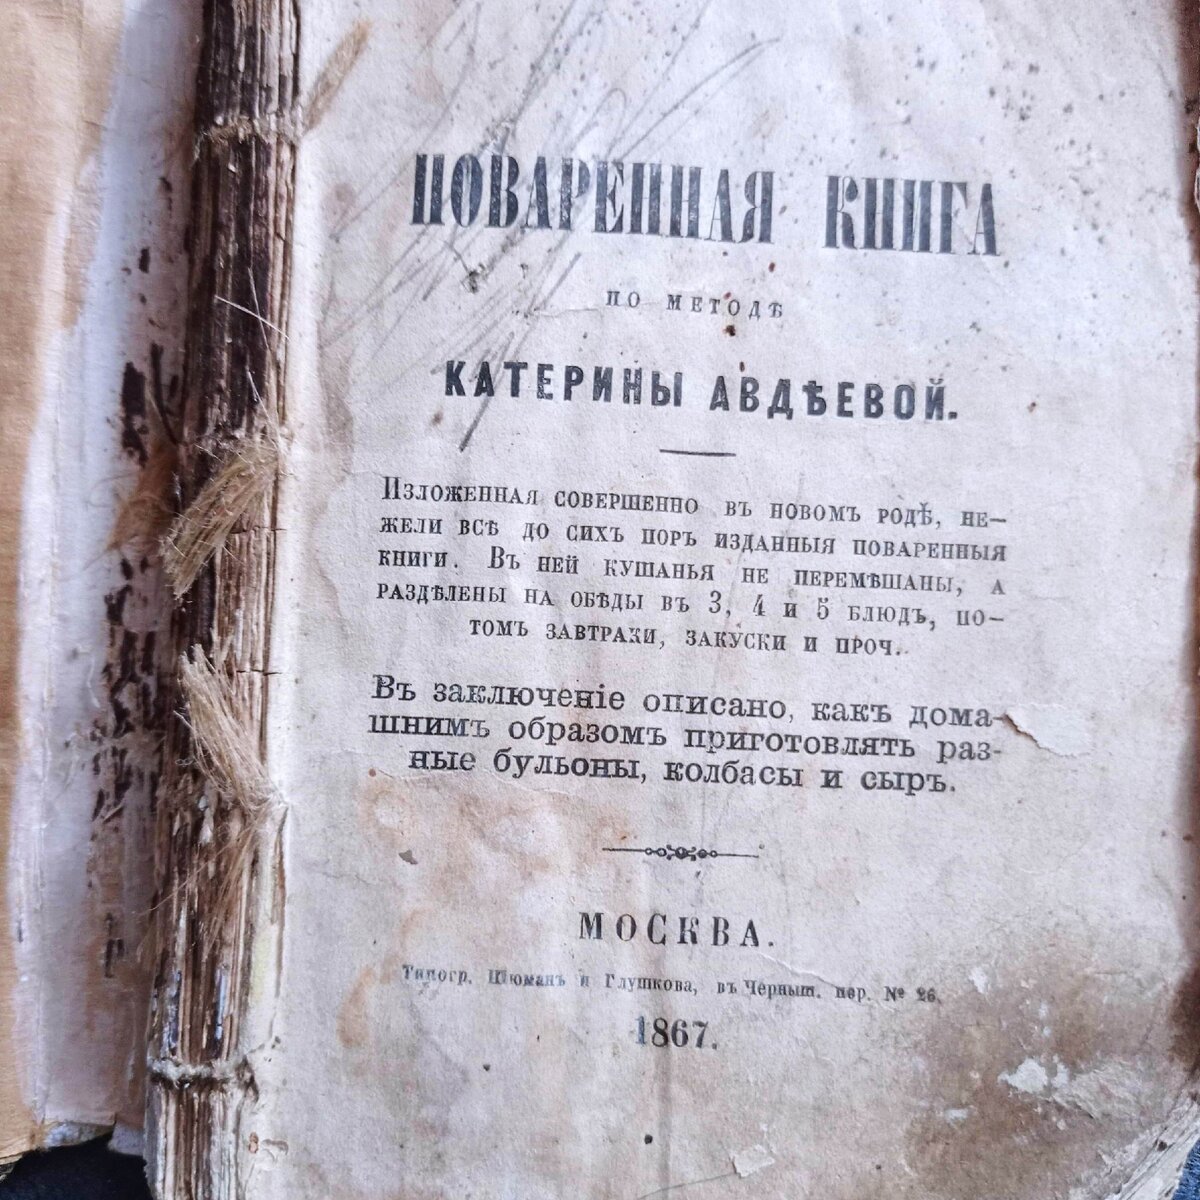 ПОВАРЕННАЯ КНИГА
ПО МЕТОДѢ
КАТЕРИНЫ АВДѢЕВОЙ.
Изложенная совершенно въ новомъ родѣ, не—
жели всѣ до сихъ поръ изданныя поваренныя
книги. Въ ней кушанья не перемѣшаны, а
раздѣлены на обѣды въ 3, 4 и 5 блюдъ, по—
томъ завтраки, закуски и проч.
Въ заключеніе описано, какъ дома-
шнимъ образомъ приготовлять раз-
ные бульоны, колбасы и сыръ.
МОСКВА.
Типогр. Шюманъ и Глушкова, въ Черныш. пер. № 26.
1867.